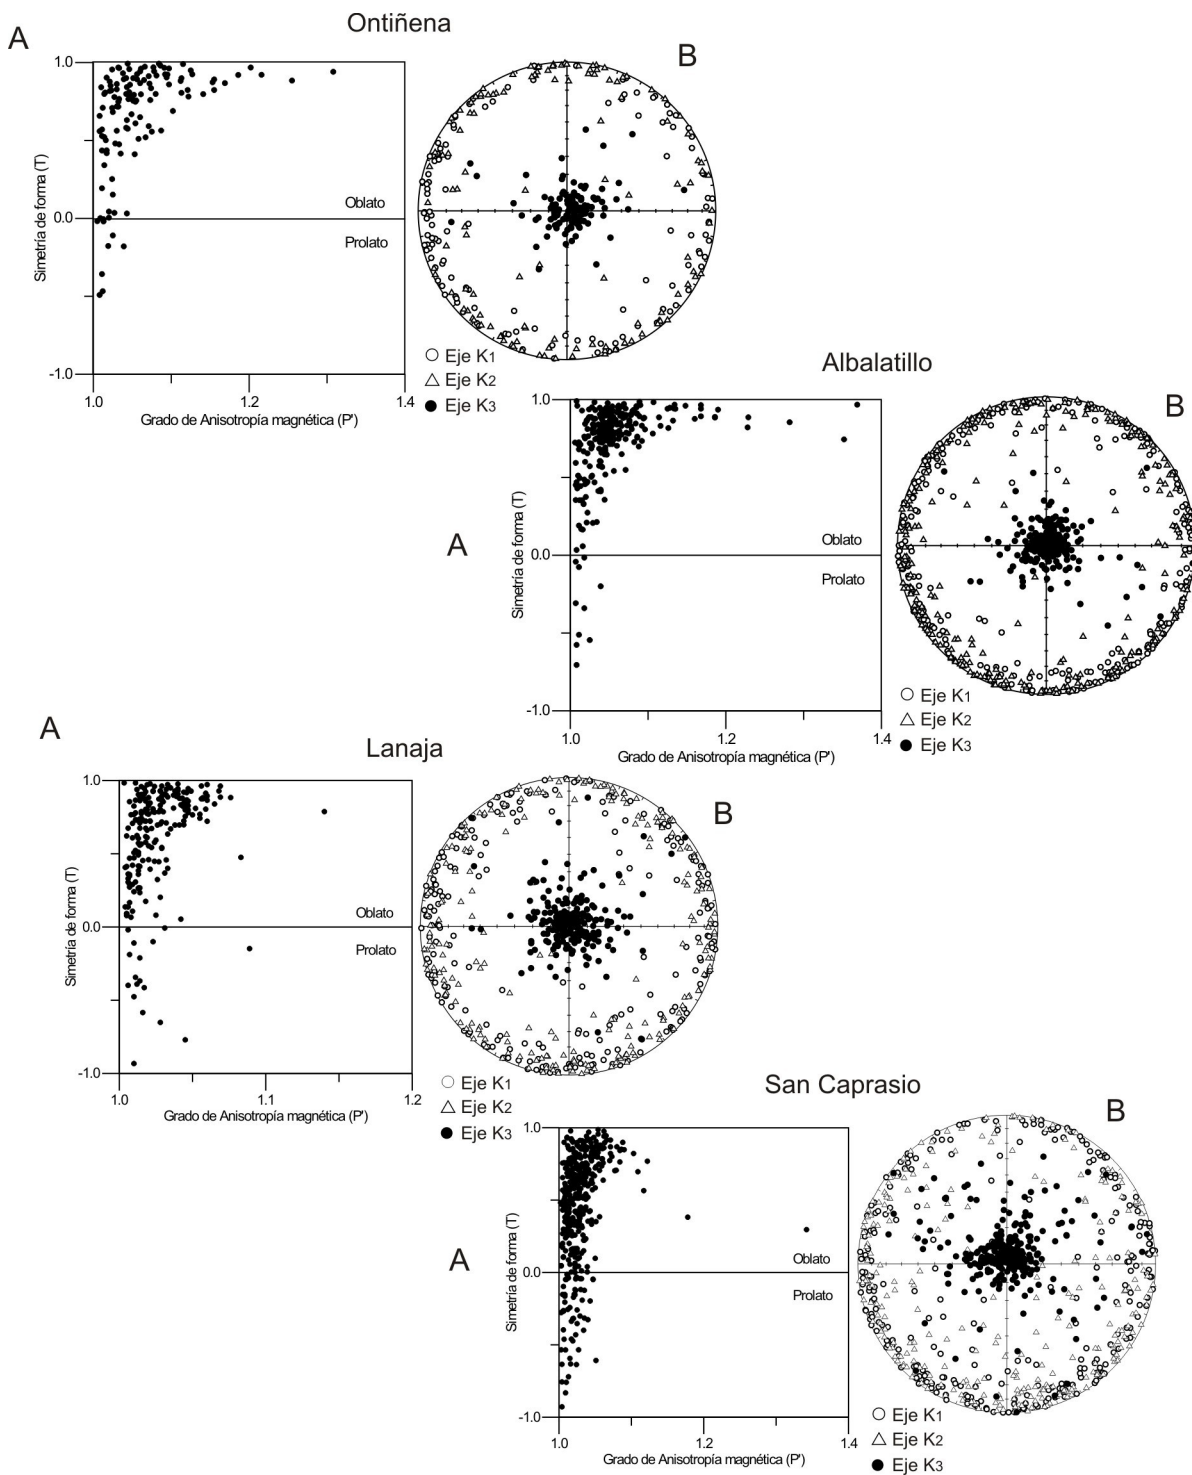 Ontiñena
A
B
1.0
0.0
-1.0
Simetría de forma (T)
Oblato
Prolato
1.0
1.2
1.4
Grado de Anisotropía magnética (P')
Eje K1
Eje K2
Eje K3
Albalatillo
A
B
1.0
0.0
-1.0
Simetría de forma (T)
Oblato
Prolato
1.0
1.2
1.4
Grado de Anisotropía magnética (P')
Eje K1
Eje K2
Eje K3
Lanaja
A
B
1.0
0.0
-1.0
Simetría de forma (T)
Oblato
Prolato
1.0
1.1
1.2
Grado de Anisotropía magnética (P')
Eje K1
Eje K2
Eje K3
San Caprasio
A
B
1.0
0.0
-1.0
Simetría de forma (T)
Oblato
Prolato
1.0
1.2
1.4
Grado de Anisotropía magnética (P')
Eje K1
Eje K2
Eje K3